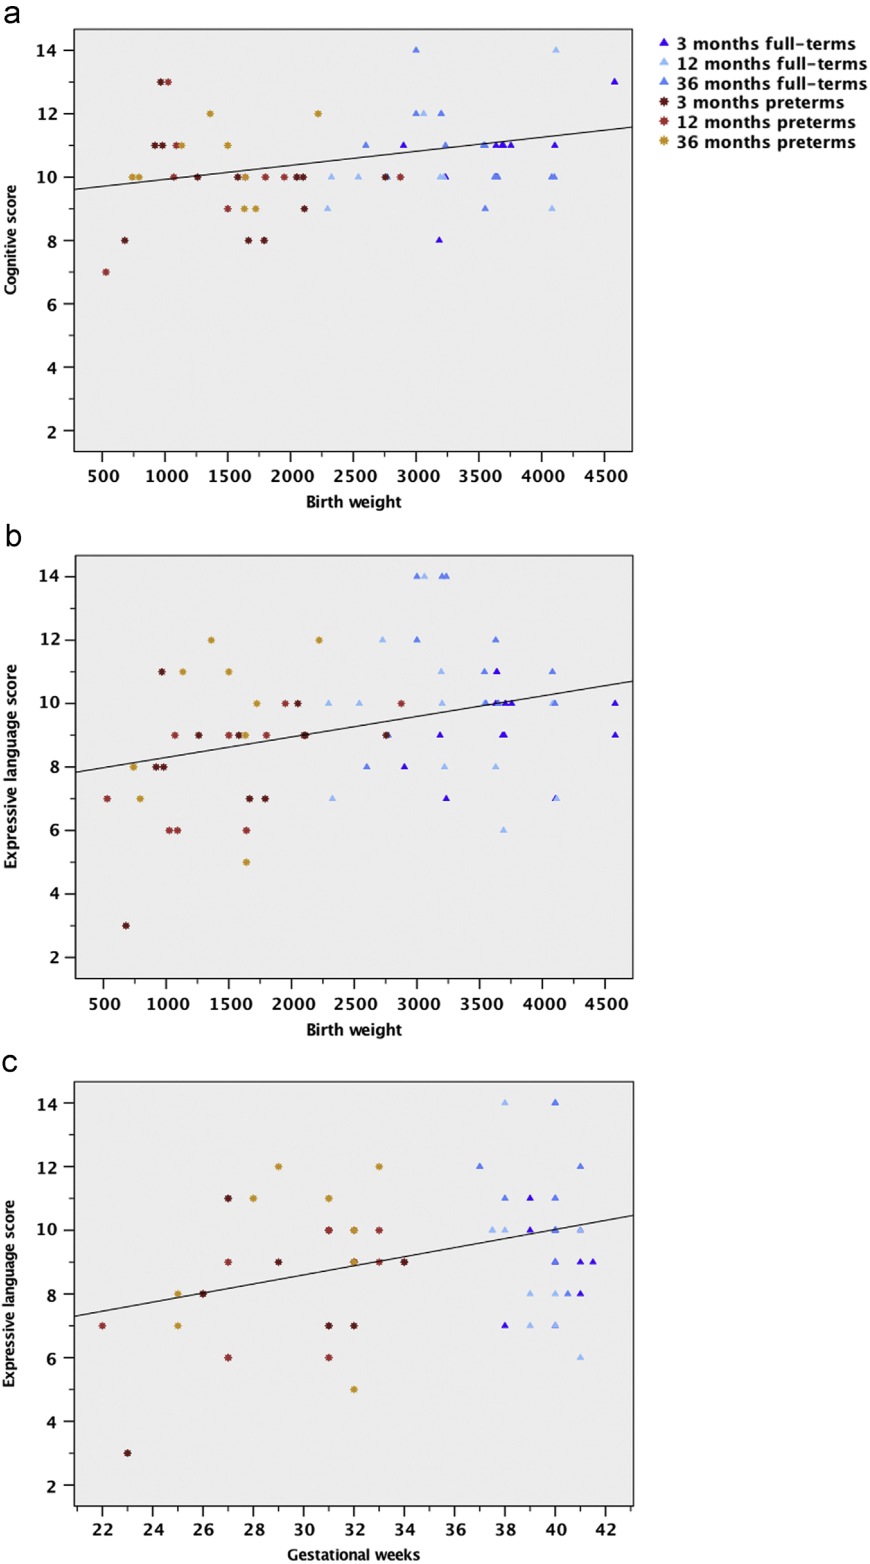 a
14
12
10
8
6
4
2
Cognitive score
500 1000 1500 2000 2500 3000 3500 4000 4500
Birth weight
3 months full-terms
12 months full-terms
36 months full-terms
3 months preterms
12 months preterms
36 months preterms
b
14
12
10
8
6
4
2
Expressive language score
500 1000 1500 2000 2500 3000 3500 4000 4500
Birth weight
c
14
12
10
8
6
4
2
Expressive language score
22 24 26 28 30 32 34 36 38 40 42
Gestational weeks